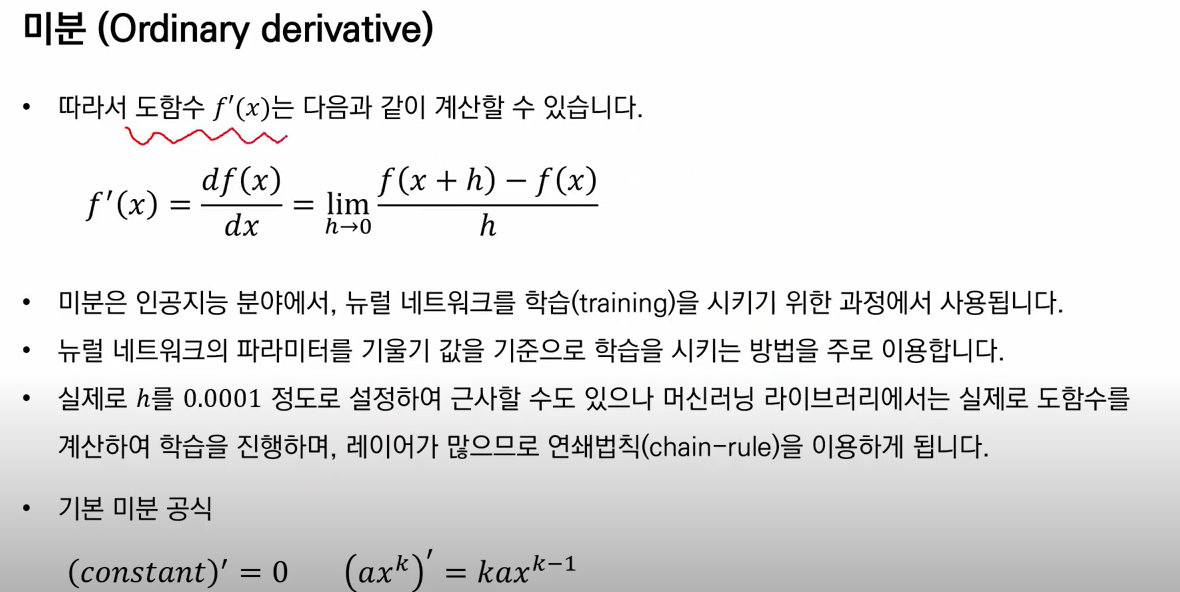 미분 (Ordinary derivative)
• 따라서 도함수 f′(x)는 다음과 같이 계산할 수 있습니다.
f′(x) = df(x)/dx = lim h→0 f(x + h) − f(x)/h
• 미분은 인공지능 분야에서, 뉴럴 네트워크를 학습(training)을 시키기 위한 과정에서 사용됩니다.
• 뉴럴 네트워크의 파라미터를 기울기 값을 기준으로 학습을 시키는 방법을 주로 이용합니다.
• 실제로 h를 0.0001 정도로 설정하여 근사할 수도 있으나 머신러닝 라이브러리에서는 실제로 도함수를
계산하여 학습을 진행하며, 레이어가 많으므로 연쇄법칙(chain-rule)을 이용하게 됩니다.
• 기본 미분 공식
(constant)′ = 0 (axᵏ)′ = kaxᵏ⁻¹